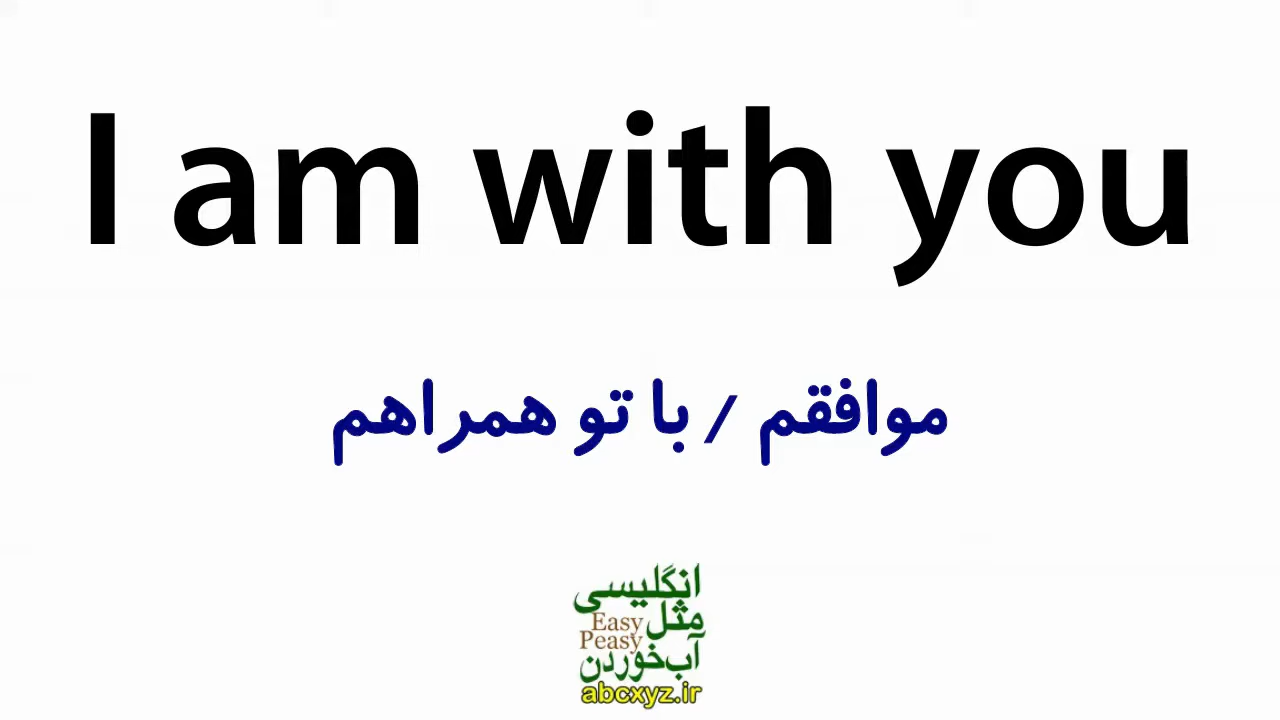 I am with you
موافقم / با تو همراهم
انگلیسی
مثل
Easy
Peasy
آب‌خوردن
abcxyz.ir